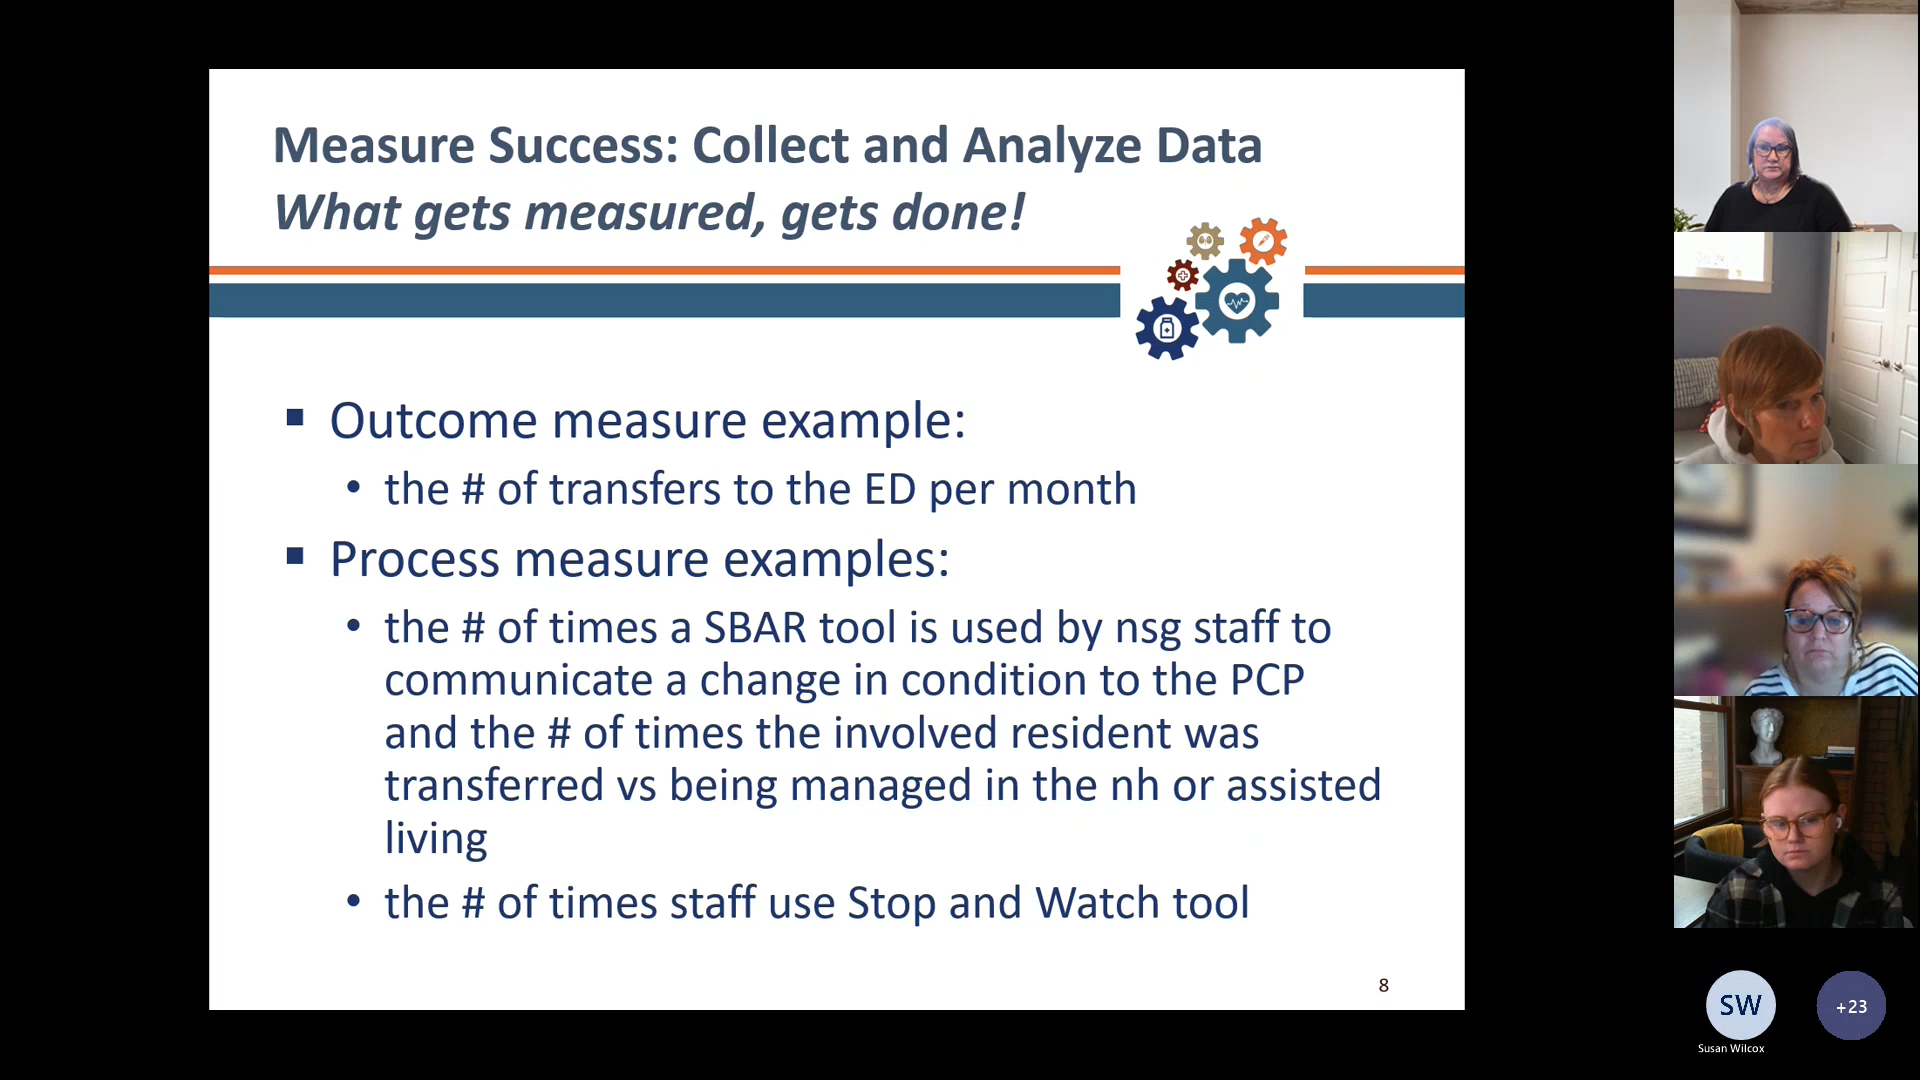 Measure Success: Collect and Analyze Data
What gets measured, gets done!
▪ Outcome measure example:
• the # of transfers to the ED per month
▪ Process measure examples:
• the # of times a SBAR tool is used by nsg staff to
communicate a change in condition to the PCP
and the # of times the involved resident was
transferred vs being managed in the nh or assisted
living
• the # of times staff use Stop and Watch tool
8
SW
+23
Susan Wilcox